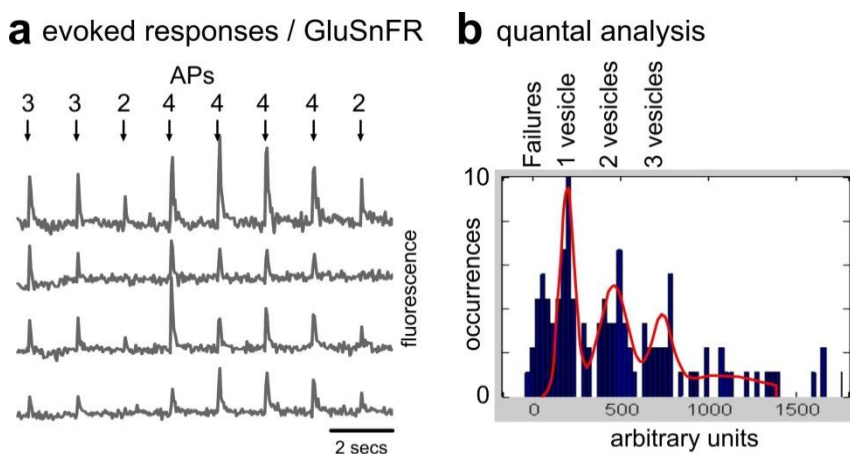 a evoked responses / GluSnFR
APs
3 3 2 4 4 4 4 2
fluorescence
2 secs
b quantal analysis
Failures
1 vesicle
2 vesicles
3 vesicles
10
occurrences
0
0 500 1000 1500
arbitrary units